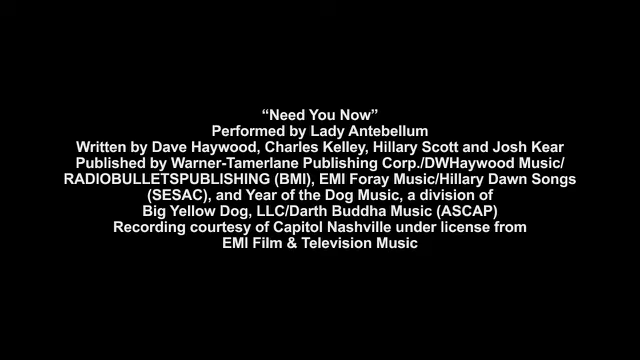 “Need You Now”
Performed by Lady Antebellum
Written by Dave Haywood, Charles Kelley, Hillary Scott and Josh Kear
Published by Warner-Tamerlane Publishing Corp./DWHaywood Music/
RADIOBULLETSPUBLISHING (BMI), EMI Foray Music/Hillary Dawn Songs
(SESAC), and Year of the Dog Music, a division of
Big Yellow Dog, LLC/Darth Buddha Music (ASCAP)
Recording courtesy of Capitol Nashville under license from
EMI Film & Television Music